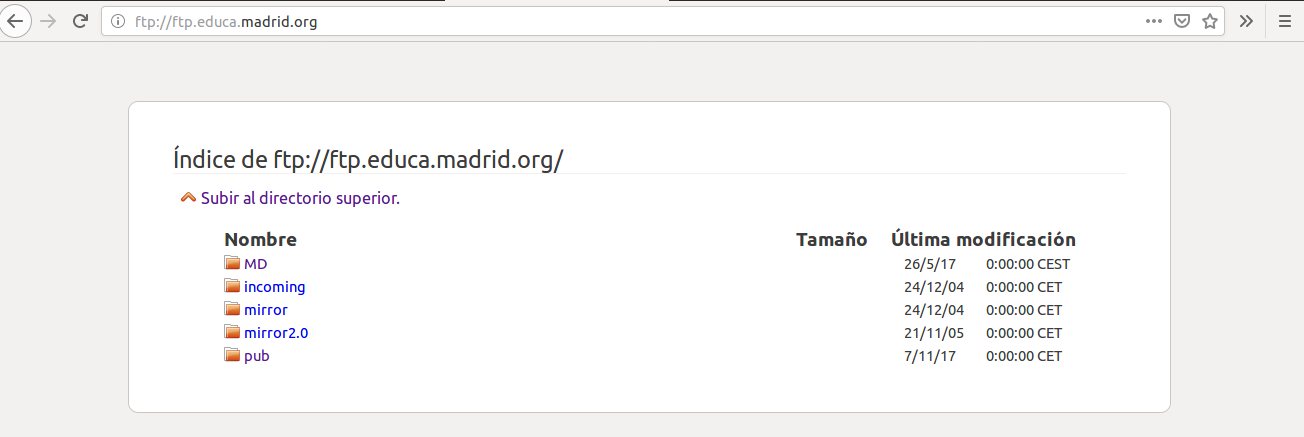 ftp://ftp.educa.madrid.org
Índice de ftp://ftp.educa.madrid.org/
Subir al directorio superior.
Nombre Tamaño Última modificación
MD 26/5/17 0:00:00 CEST
incoming 24/12/04 0:00:00 CET
mirror 24/12/04 0:00:00 CET
mirror2.0 21/11/05 0:00:00 CET
pub 7/11/17 0:00:00 CET